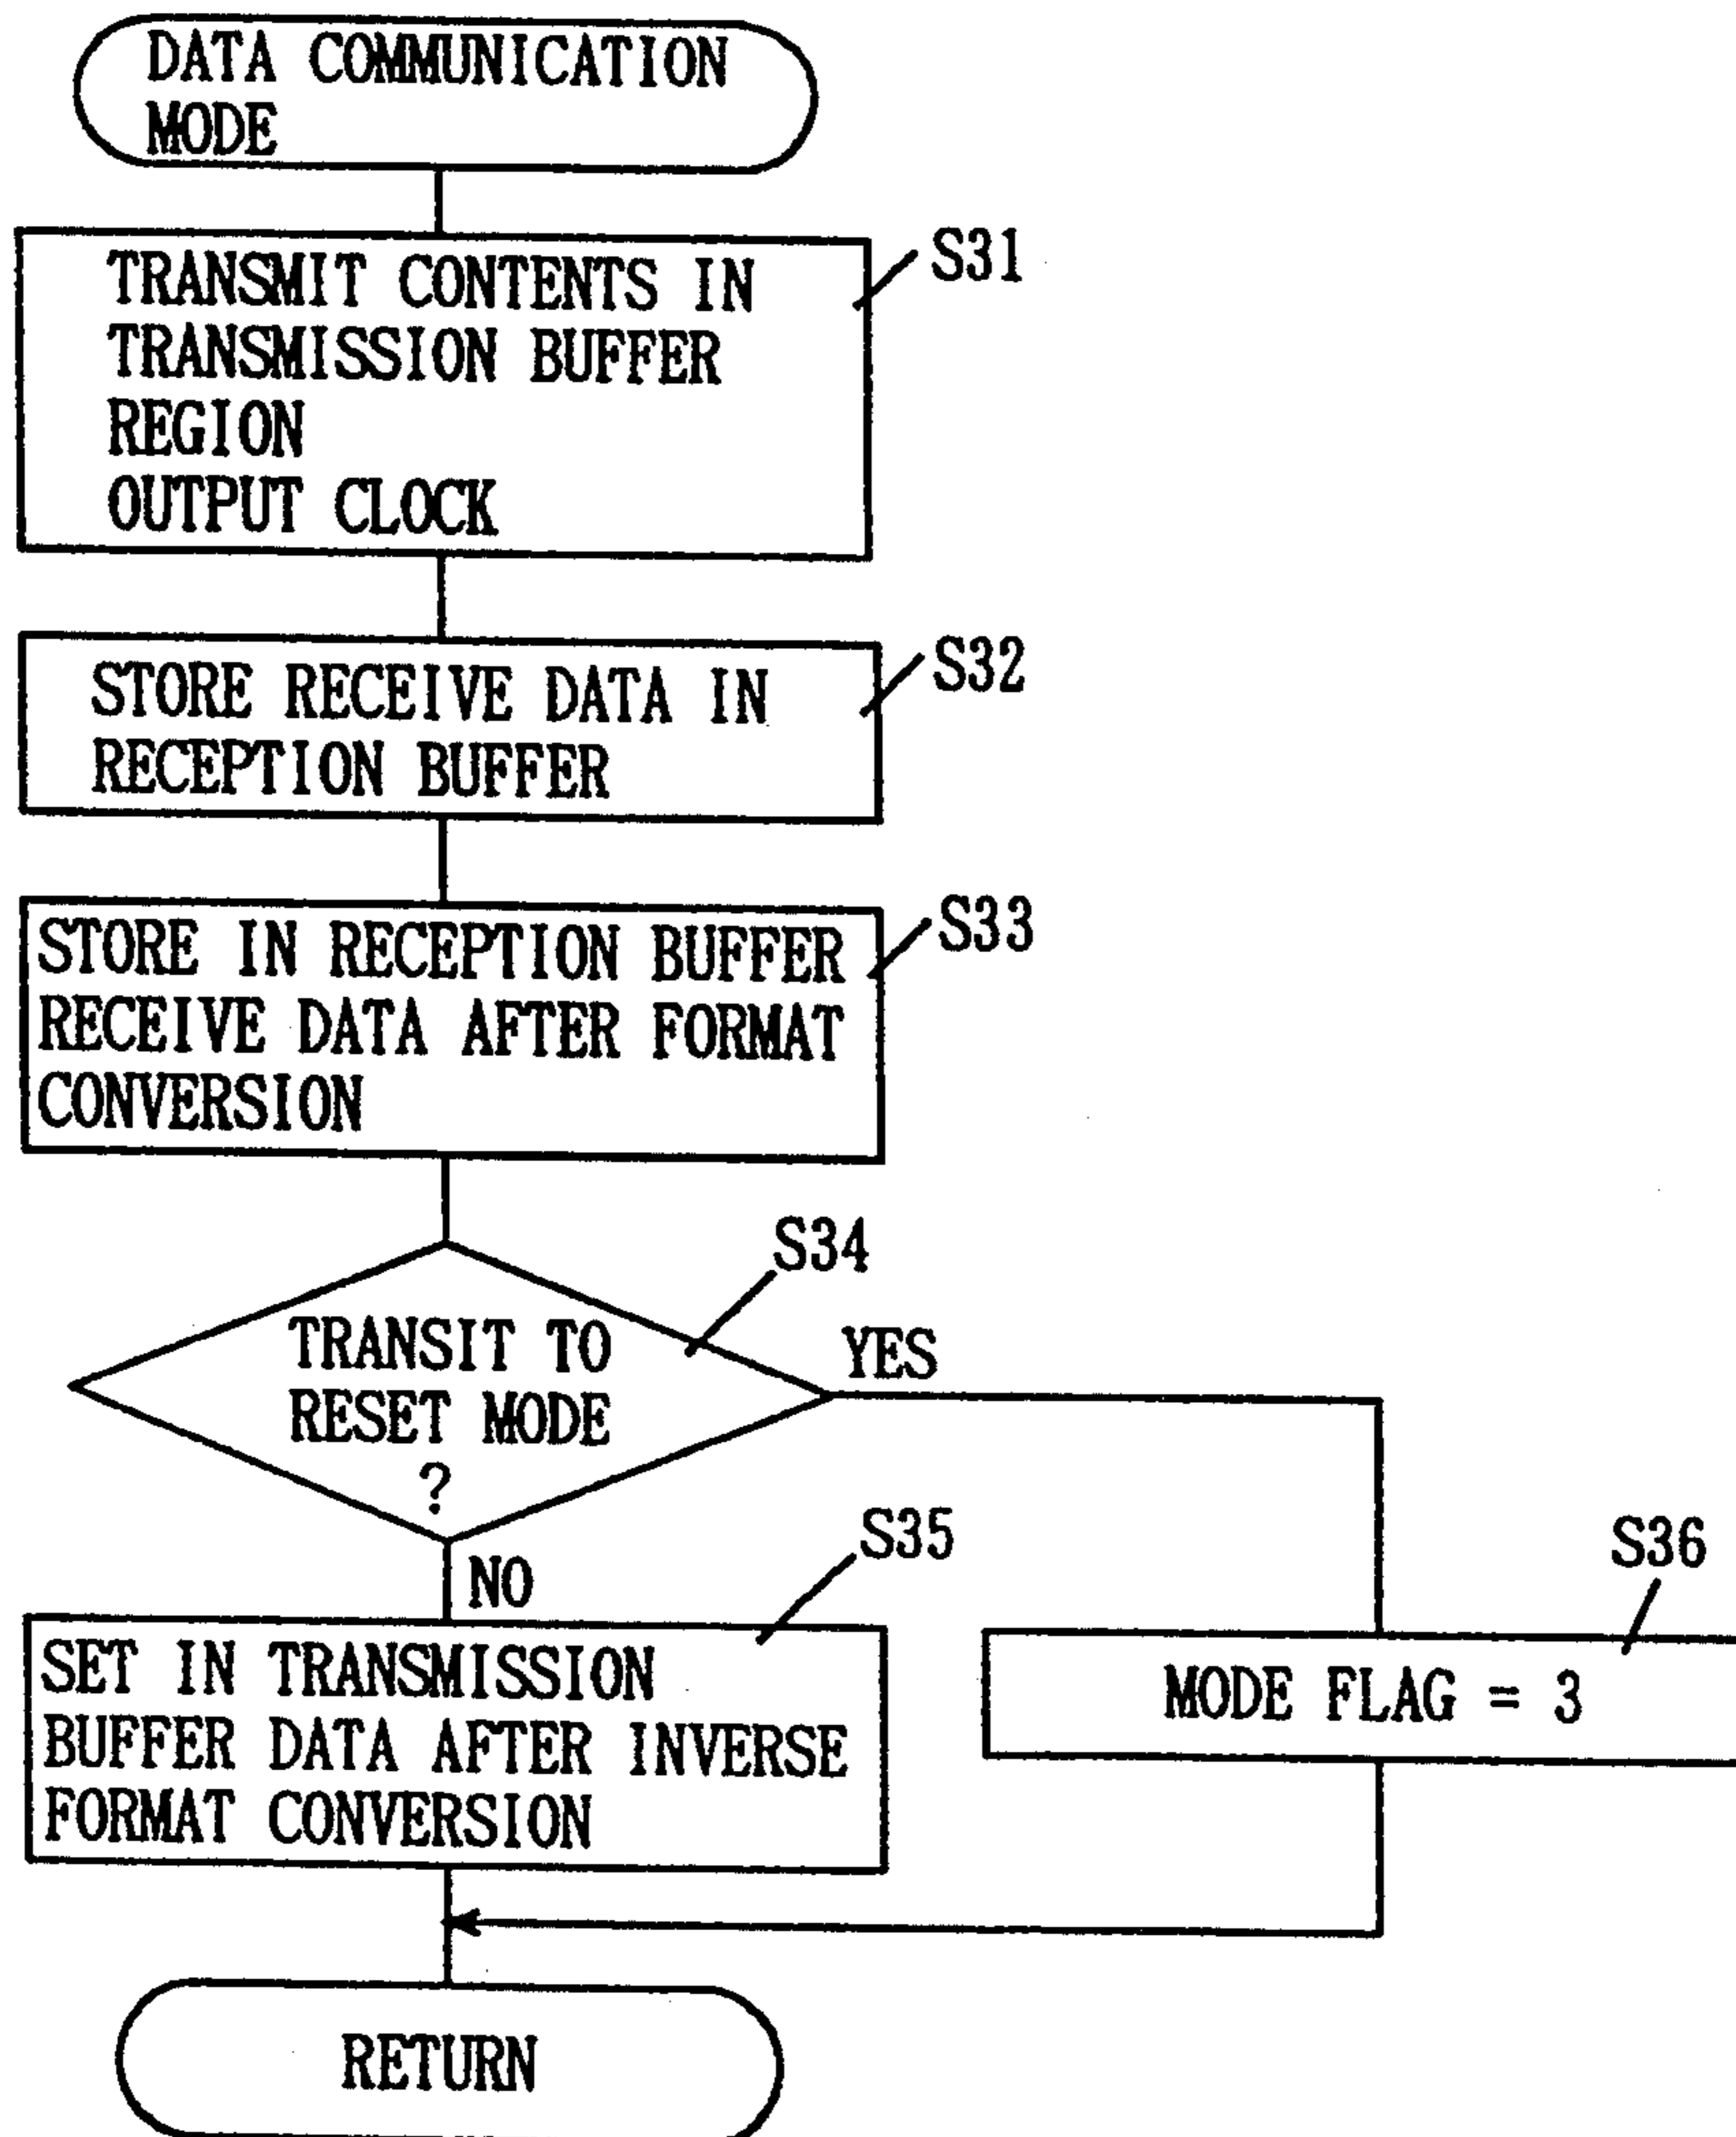 DATA COMMUNICATION
MODE
TRANSMIT CONTENTS IN
TRANSMISSION BUFFER
REGION
OUTPUT CLOCK
S31
STORE RECEIVE DATA IN
RECEPTION BUFFER
S32
STORE IN RECEPTION BUFFER
RECEIVE DATA AFTER FORMAT
CONVERSION
S33
TRANSIT TO
RESET MODE
?
S34
YES
NO
SET IN TRANSMISSION
BUFFER DATA AFTER INVERSE
FORMAT CONVERSION
S35
S36
MODE FLAG = 3
RETURN